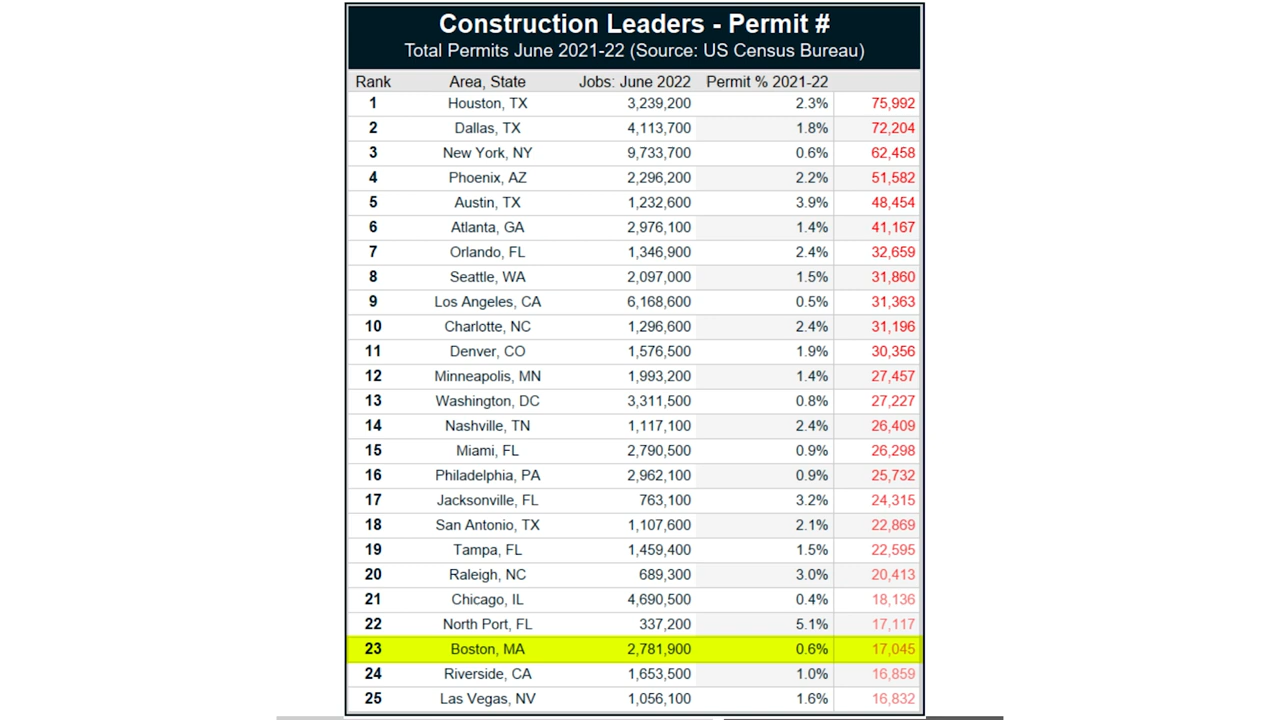 Construction Leaders - Permit #
Total Permits June 2021-22 (Source: US Census Bureau)
Rank Area, State Jobs: June 2022 Permit % 2021-22
1 Houston, TX 3,239,200 2.3% 75,992
2 Dallas, TX 4,113,700 1.8% 72,204
3 New York, NY 9,733,700 0.6% 62,458
4 Phoenix, AZ 2,296,200 2.2% 51,582
5 Austin, TX 1,232,600 3.9% 48,454
6 Atlanta, GA 2,976,100 1.4% 41,167
7 Orlando, FL 1,346,900 2.4% 32,659
8 Seattle, WA 2,097,000 1.5% 31,860
9 Los Angeles, CA 6,168,600 0.5% 31,363
10 Charlotte, NC 1,296,600 2.4% 31,196
11 Denver, CO 1,576,500 1.9% 30,356
12 Minneapolis, MN 1,993,200 1.4% 27,457
13 Washington, DC 3,311,500 0.8% 27,227
14 Nashville, TN 1,117,100 2.4% 26,409
15 Miami, FL 2,790,500 0.9% 26,298
16 Philadelphia, PA 2,962,100 0.9% 25,732
17 Jacksonville, FL 763,100 3.2% 24,315
18 San Antonio, TX 1,107,600 2.1% 22,869
19 Tampa, FL 1,459,400 1.5% 22,595
20 Raleigh, NC 689,300 3.0% 20,413
21 Chicago, IL 4,690,500 0.4% 18,136
22 North Port, FL 337,200 5.1% 17,117
23 Boston, MA 2,781,900 0.6% 17,045
24 Riverside, CA 1,653,500 1.0% 16,859
25 Las Vegas, NV 1,056,100 1.6% 16,832